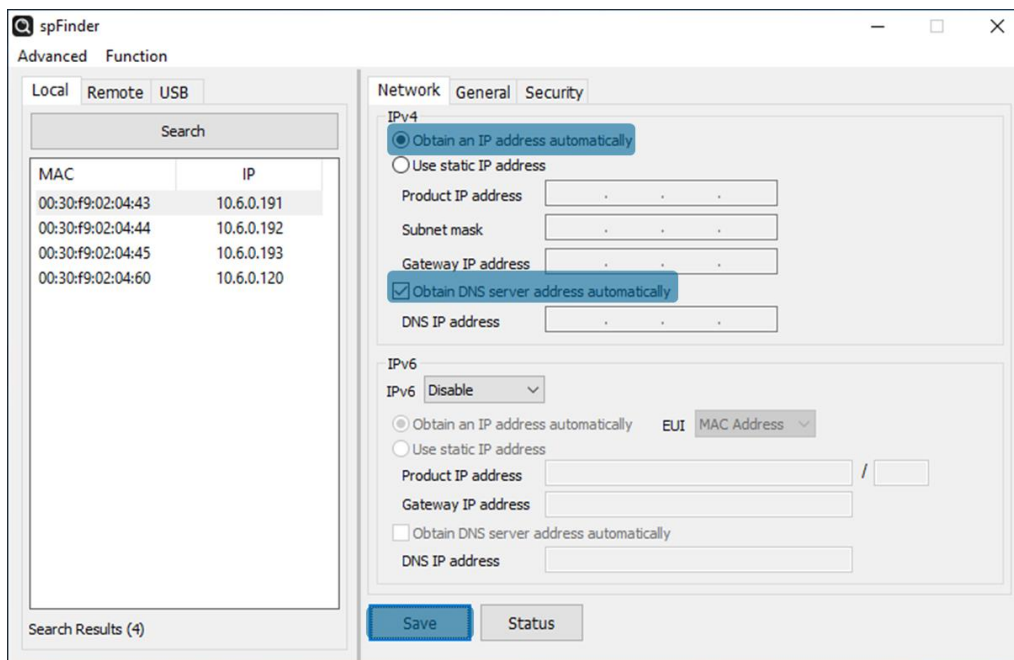 spFinder
Advanced Function
Local Remote USB
Search
MAC IP
00:30:f9:02:04:43 10.6.0.191
00:30:f9:02:04:44 10.6.0.192
00:30:f9:02:04:45 10.6.0.193
00:30:f9:02:04:60 10.6.0.120
Search Results (4)
Network General Security
IPv4
Obtain an IP address automatically
Use static IP address
Product IP address . . .
Subnet mask . . .
Gateway IP address . . .
Obtain DNS server address automatically
DNS IP address . . .
IPv6
IPv6 Disable
Obtain an IP address automatically EUI MAC Address
Use static IP address
Product IP address /
Gateway IP address
Obtain DNS server address automatically
DNS IP address
Save Status